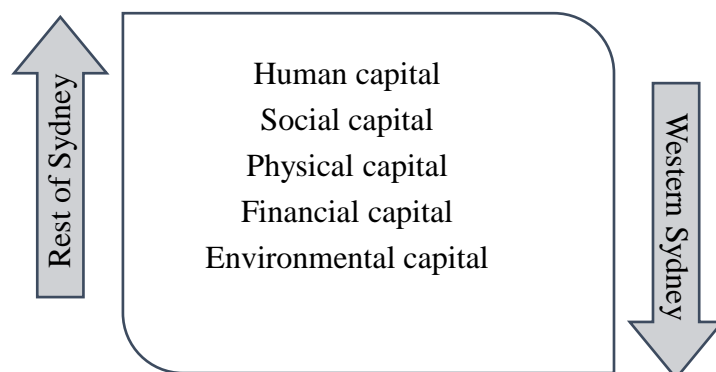 Rest of Sydney
Human capital
Social capital
Physical capital
Financial capital
Environmental capital
Western Sydney